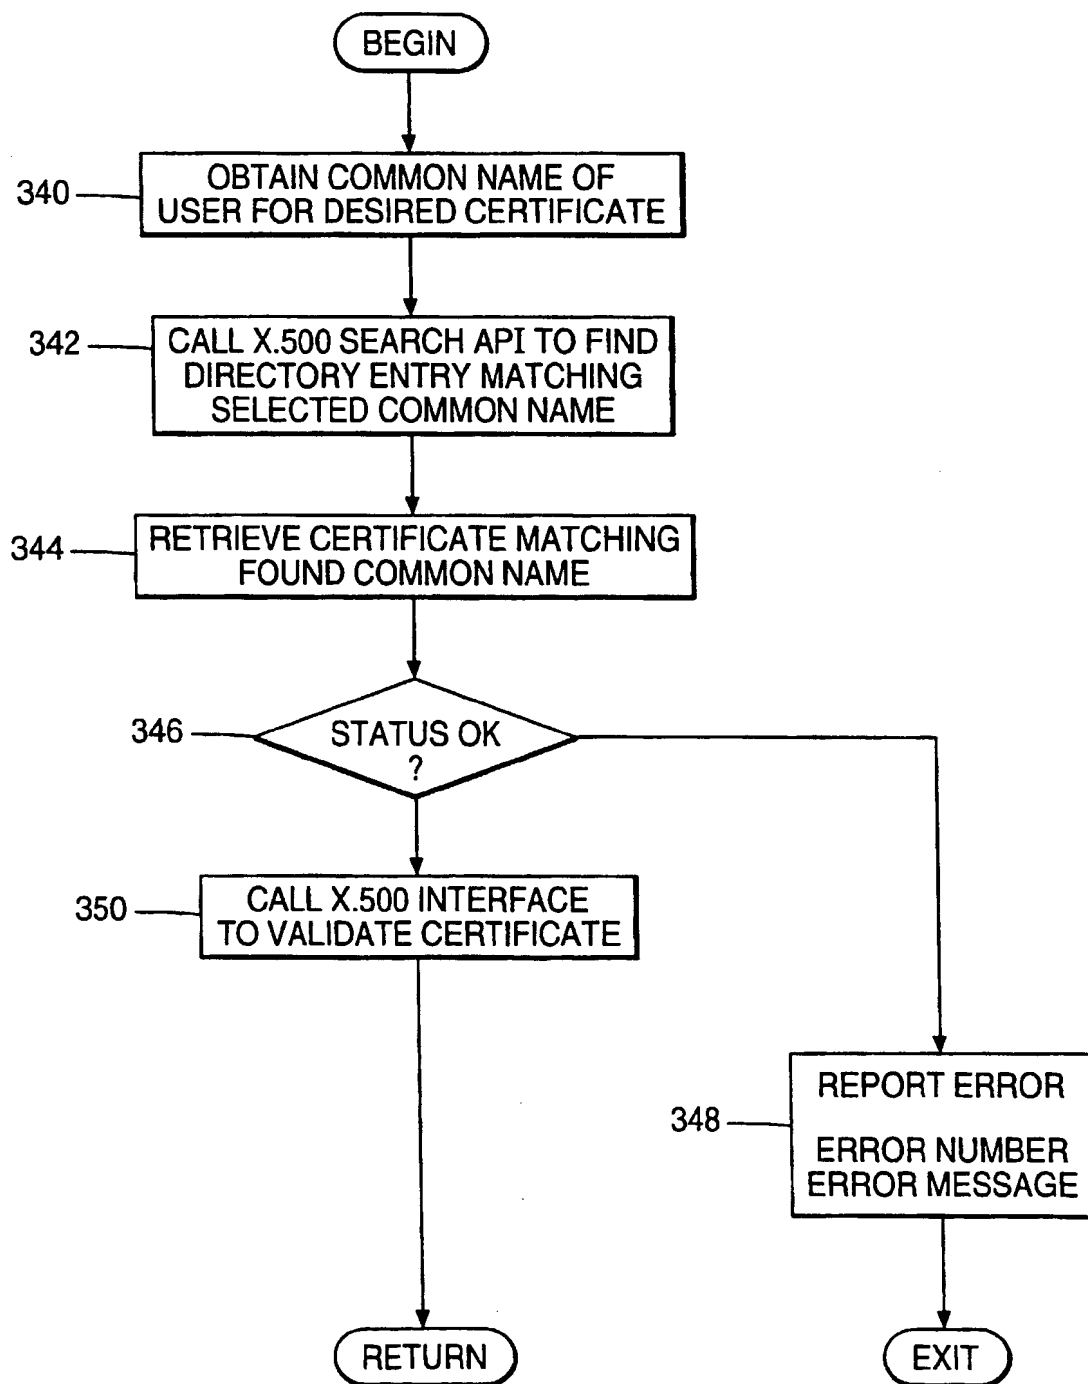 BEGIN
340
OBTAIN COMMON NAME OF
USER FOR DESIRED CERTIFICATE
342
CALL X.500 SEARCH API TO FIND
DIRECTORY ENTRY MATCHING
SELECTED COMMON NAME
344
RETRIEVE CERTIFICATE MATCHING
FOUND COMMON NAME
346
STATUS OK
?
350
CALL X.500 INTERFACE
TO VALIDATE CERTIFICATE
348
REPORT ERROR
ERROR NUMBER
ERROR MESSAGE
RETURN
EXIT